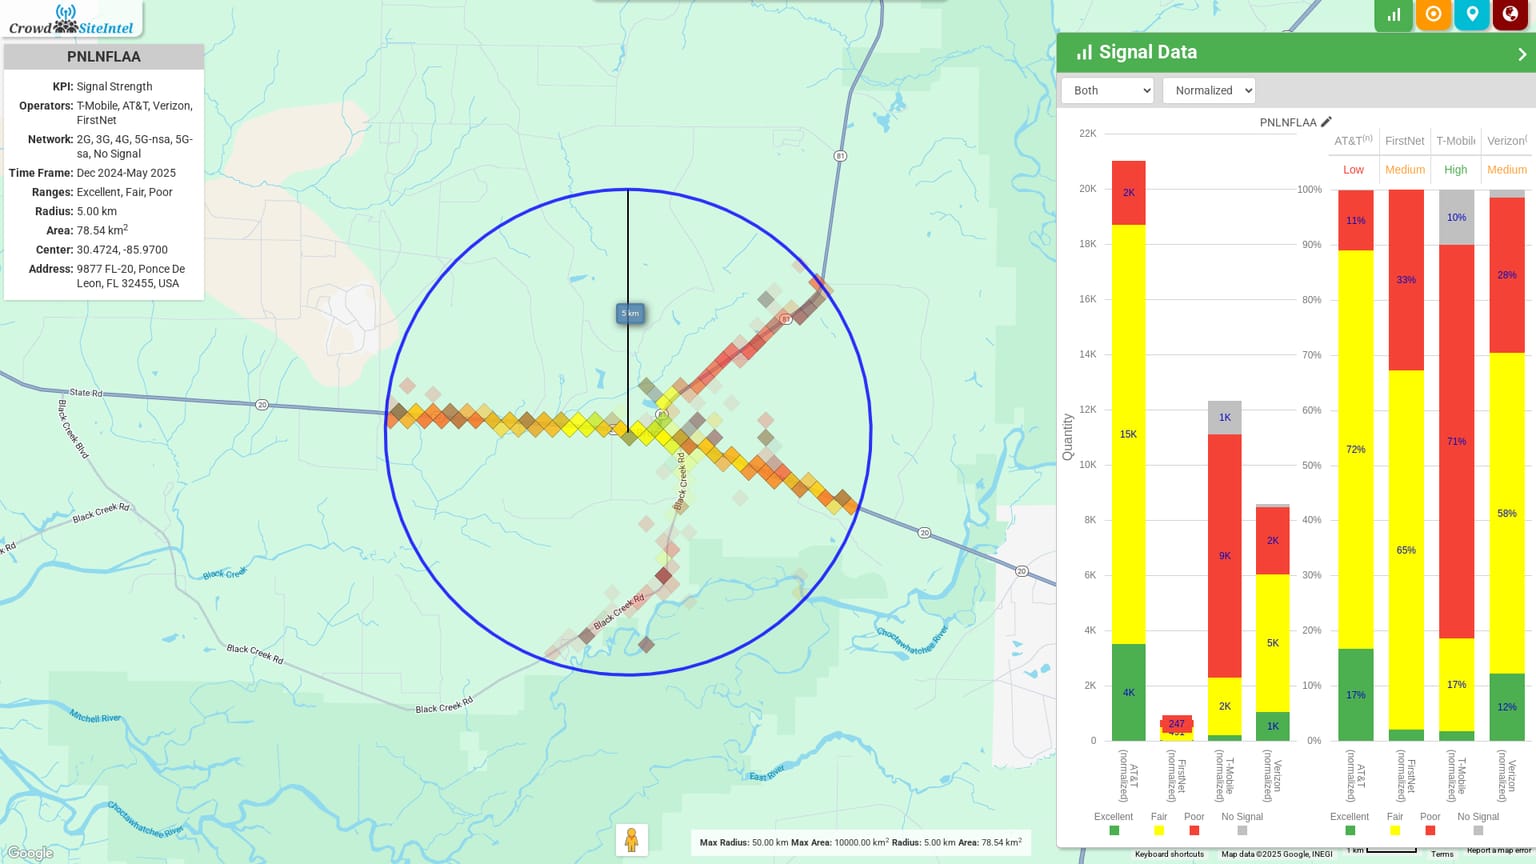 Crowd SiteIntel
PNLNFLAA
KPI: Signal Strength
Operators: T-Mobile, AT&T, Verizon,
FirstNet
Network: 2G, 3G, 4G, 5G-nsa, 5G-
sa, No Signal
Time Frame: Dec 2024-May 2025
Ranges: Excellent, Fair, Poor
Radius: 5.00 km
Area: 78.54 km2
Center: 30.4724, -85.9700
Address: 9877 FL-20, Ponce De
Leon, FL 32455, USA
81
5 km
81
State Rd
20
Black Creek Blvd
81
Black Creek Rd
Black Creek Rd
k Rd
20
20
Black Creek
Black Creek Rd
Choctawhatchee River
Black Creek Rd
Black Creek Rd
Mitchell River
East River
Choctawhatchee River
Google
Max Radius: 50.00 km Max Area: 10000.00 km2 Radius: 5.00 km Area: 78.54 km2
Signal Data
Both
Normalized
PNLNFLAA
AT&T(n) FirstNet T-Mobile Verizon(
Low Medium High Medium
Quantity
22K
20K
18K
16K
14K
12K
10K
8K
6K
4K
2K
0
2K
15K
4K
247
491
1K
9K
2K
2K
5K
1K
AT&T (normalized)
FirstNet (normalized)
T-Mobile (normalized)
Verizon (normalized)
Excellent Fair Poor No Signal
100%
90%
80%
70%
60%
50%
40%
30%
20%
10%
0%
11%
72%
17%
33%
65%
10%
71%
17%
28%
58%
12%
AT&T (normalized)
FirstNet (normalized)
T-Mobile (normalized)
Verizon (normalized)
Excellent Fair Poor No Signal
Keyboard shortcuts Map data ©2025 Google, INEGI 1 km Terms Report a map error